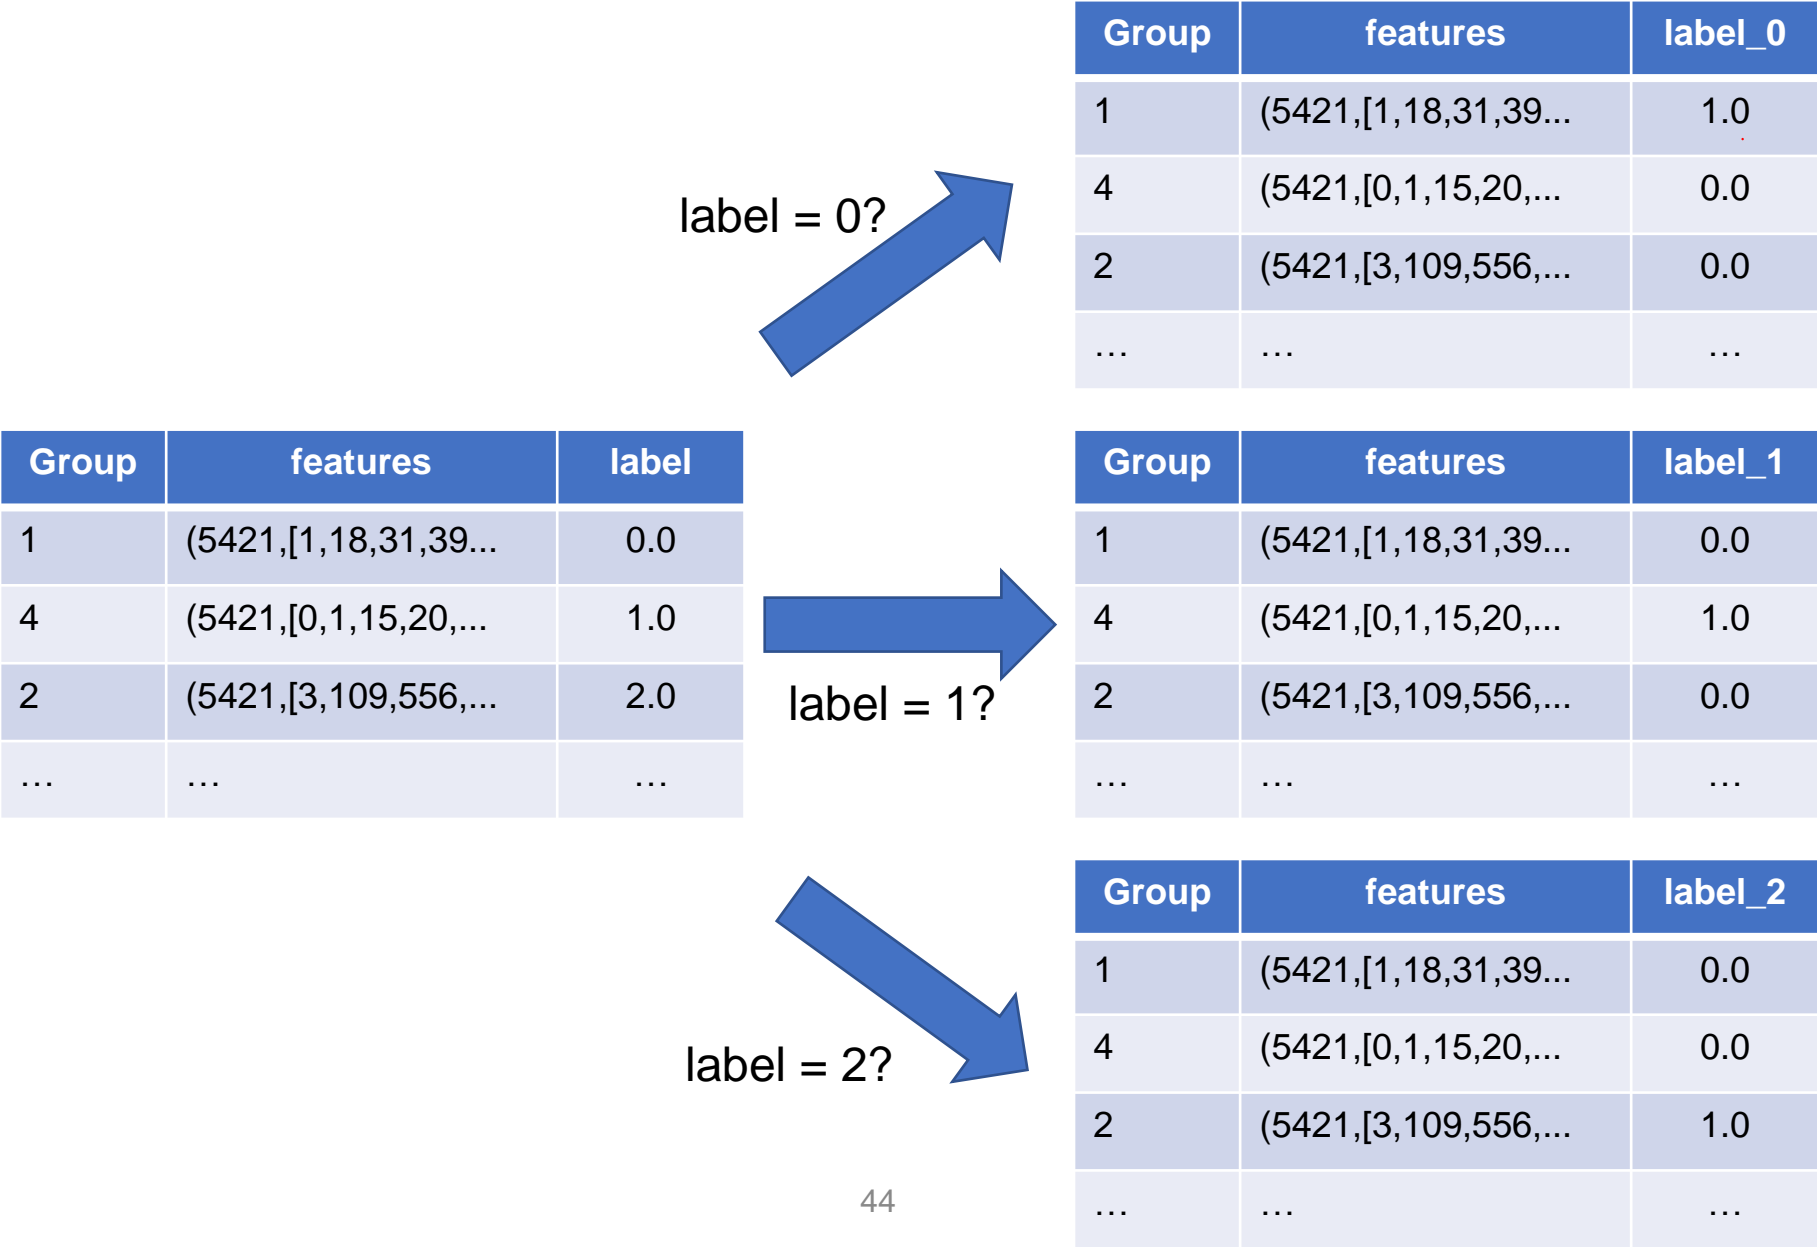 Group features label_0
1 (5421,[1,18,31,39... 1.0
4 (5421,[0,1,15,20,... 0.0
2 (5421,[3,109,556,... 0.0
… … …
label = 0?
Group features label
1 (5421,[1,18,31,39... 0.0
4 (5421,[0,1,15,20,... 1.0
2 (5421,[3,109,556,... 2.0
… … …
label = 1?
Group features label_1
1 (5421,[1,18,31,39... 0.0
4 (5421,[0,1,15,20,... 1.0
2 (5421,[3,109,556,... 0.0
… … …
label = 2?
Group features label_2
1 (5421,[1,18,31,39... 0.0
4 (5421,[0,1,15,20,... 0.0
2 (5421,[3,109,556,... 1.0
… … …
44